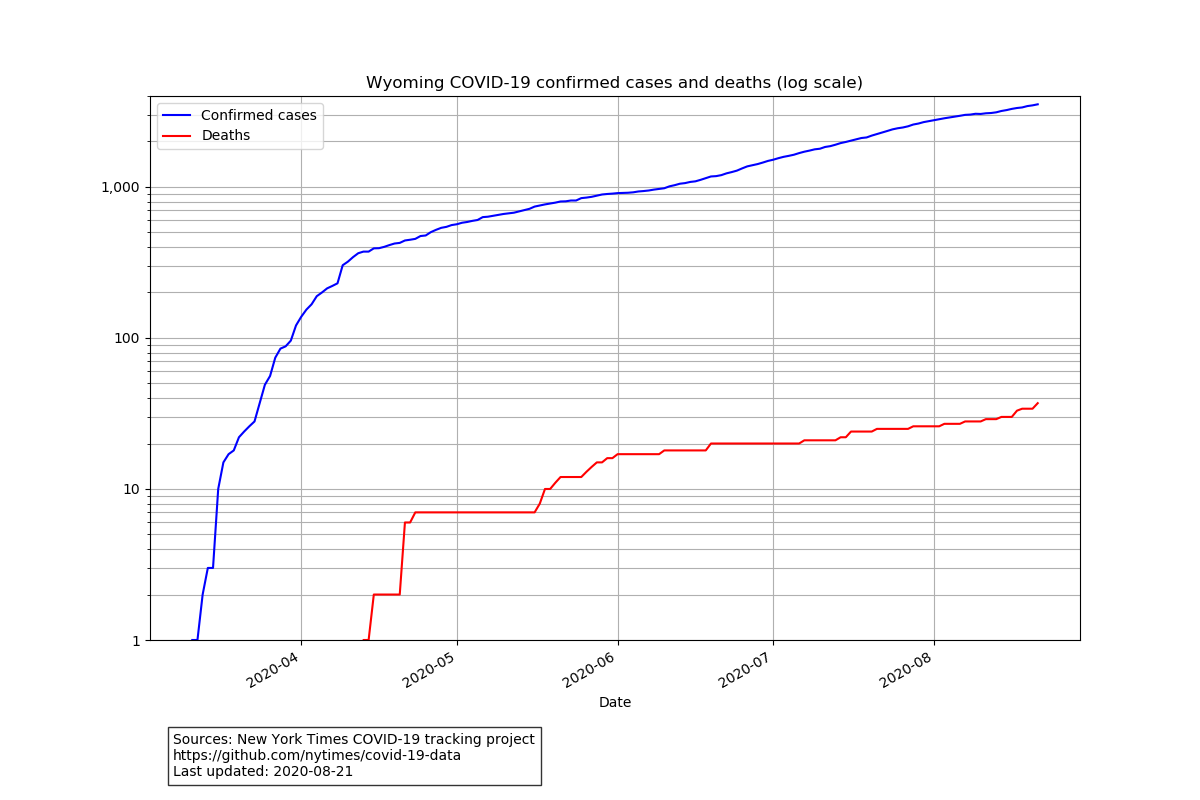 Wyoming COVID-19 confirmed cases and deaths (log scale)
Confirmed cases
Deaths
1,000
100
10
1
2020-04
2020-05
2020-06
2020-07
2020-08
Date
Sources: New York Times COVID-19 tracking project
https://github.com/nytimes/covid-19-data
Last updated: 2020-08-21